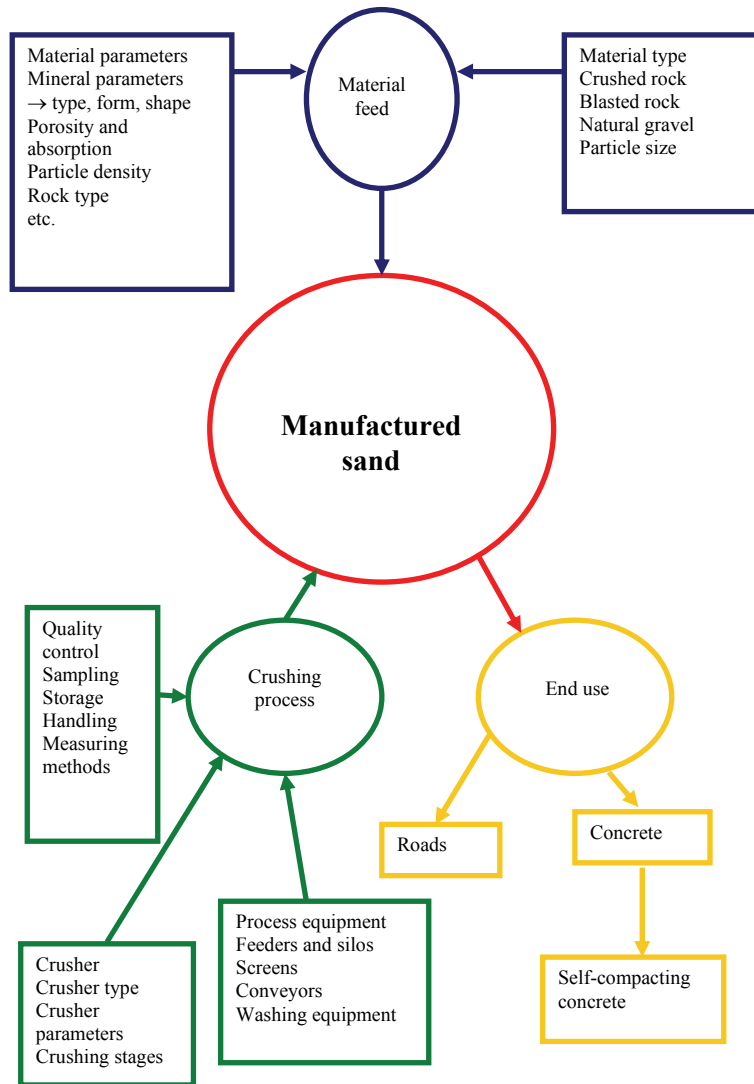 Material parameters
Mineral parameters
→ type, form, shape
Porosity and
absorption
Particle density
Rock type
etc.
Material
feed
Material type
Crushed rock
Blasted rock
Natural gravel
Particle size
Manufactured
sand
Quality
control
Sampling
Storage
Handling
Measuring
methods
Crushing
process
End use
Roads
Concrete
Crusher
Crusher type
Crusher
parameters
Crushing stages
Process equipment
Feeders and silos
Screens
Conveyors
Washing equipment
Self-compacting
concrete